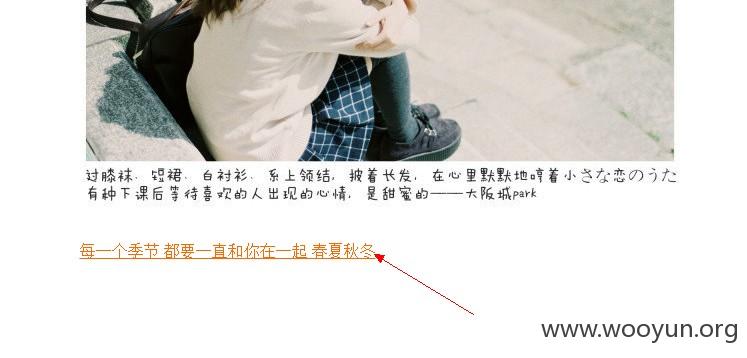 过膝袜、短裙、白衬衫、系上领结，披着长发，在心里默默地哼着小さな恋のうた
有种下课后等待喜欢的人出现的心情，是甜蜜的——大阪城park
每一个季节 都要一直和你在一起 春夏秋冬
www.wooyun.org